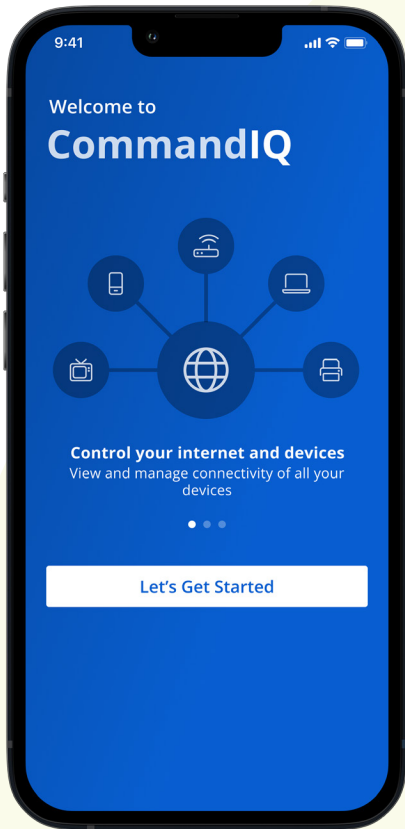 9:41
Welcome to
CommandIQ
Control your internet and devices
View and manage connectivity of all your
devices
Let's Get Started